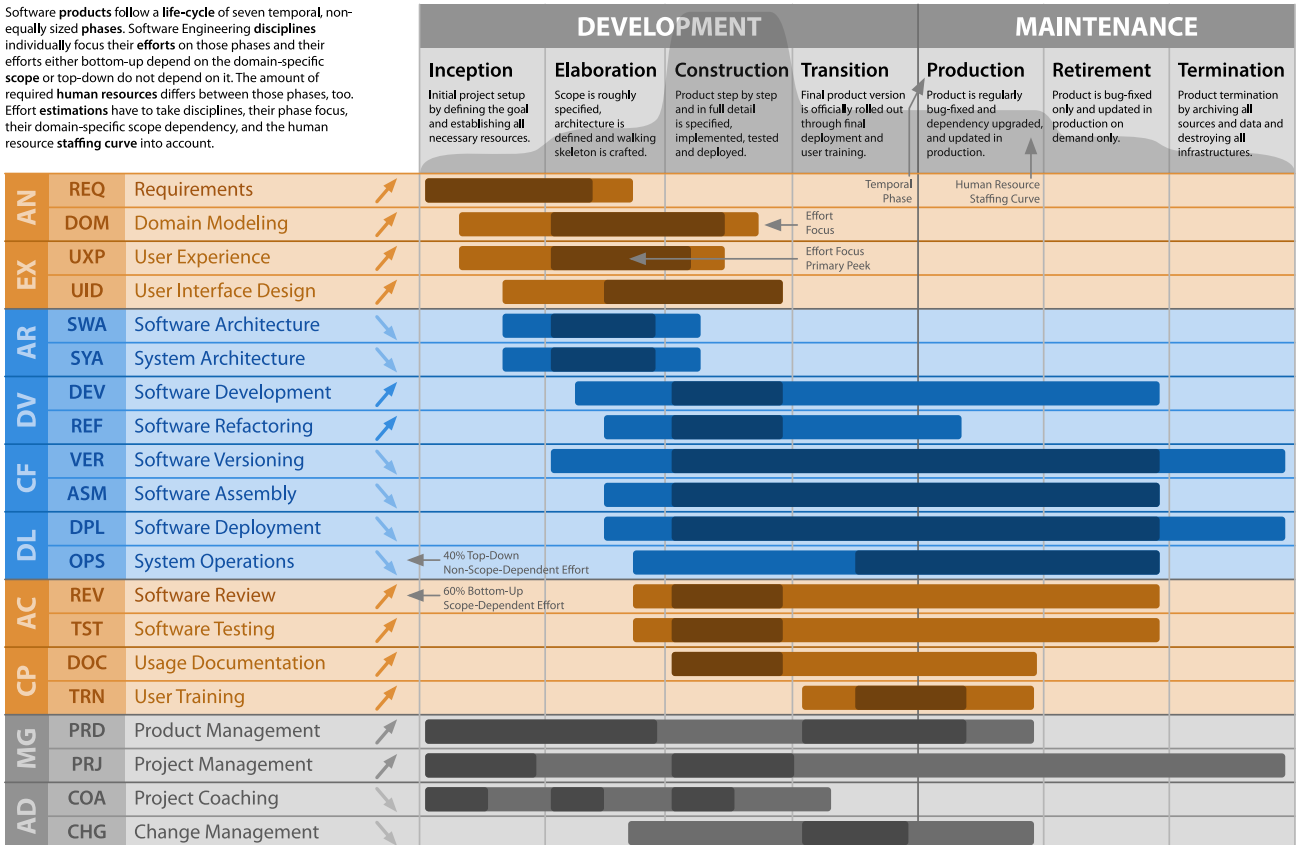 Software products follow a life-cycle of seven temporal, non-
equally sized phases. Software Engineering disciplines
individually focus their efforts on those phases and their
efforts either bottom-up depend on the domain-specific
scope or top-down do not depend on it. The amount of
required human resources differs between those phases, too.
Effort estimations have to take disciplines, their phase focus,
their domain-specific scope dependency, and the human
resource staffing curve into account.
DEVELOPMENT
MAINTENANCE
Inception
Initial project setup
by defining the goal
and establishing all
necessary resources.
Elaboration
Scope is roughly
specified,
architecture is
defined and walking
skeleton is crafted.
Construction
Product step by step
and in full detail
is specified,
implemented, tested
and deployed.
Transition
Final product version
is officially rolled out
through final
deployment and
user training.
Production
Product is regularly
bug-fixed and
dependency upgraded,
and updated in
production.
Retirement
Product is bug-fixed
only and updated in
production on
demand only.
Termination
Product termination
by archiving all
sources and data and
destroying all
infrastructures.
Temporal
Phase
Human Resource
Staffing Curve
AN
REQ Requirements
DOM Domain Modeling
Effort
Focus
EX
UXP User Experience
Effort Focus
Primary Peek
UID User Interface Design
AR
SWA Software Architecture
SYA System Architecture
DV
DEV Software Development
REF Software Refactoring
CF
VER Software Versioning
ASM Software Assembly
DL
DPL Software Deployment
OPS System Operations
40% Top-Down
Non-Scope-Dependent Effort
AC
REV Software Review
60% Bottom-Up
Scope-Dependent Effort
TST Software Testing
CP
DOC Usage Documentation
TRN User Training
MG
PRD Product Management
PRJ Project Management
AD
COA Project Coaching
CHG Change Management